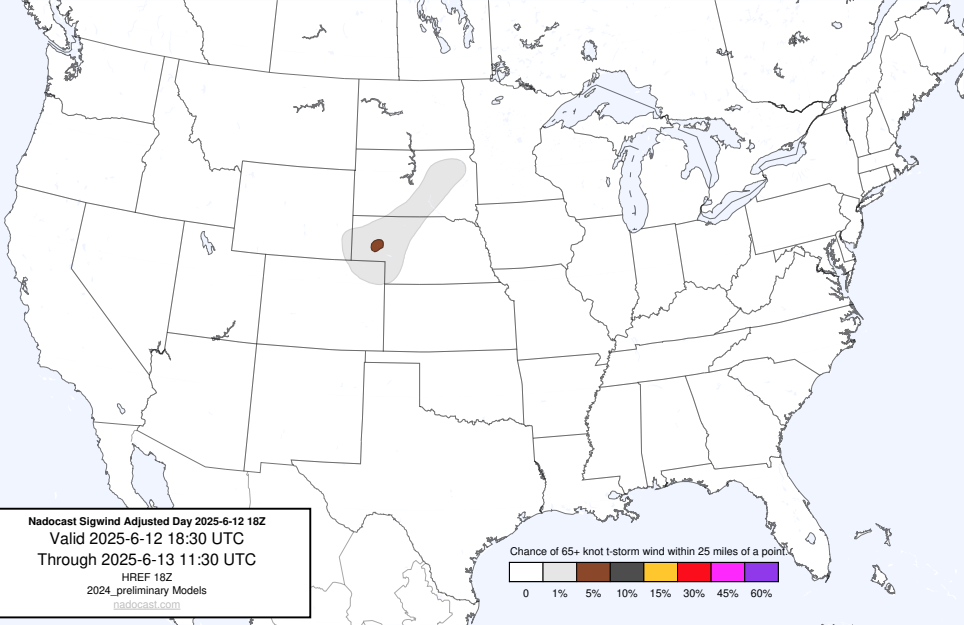 Nadocast Sigwind Adjusted Day 2025-6-12 18Z
Valid 2025-6-12 18:30 UTC
Through 2025-6-13 11:30 UTC
HREF 18Z
2024_preliminary Models
nadocast.com
Chance of 65+ knot t-storm wind within 25 miles of a point.
0 1% 5% 10% 15% 30% 45% 60%